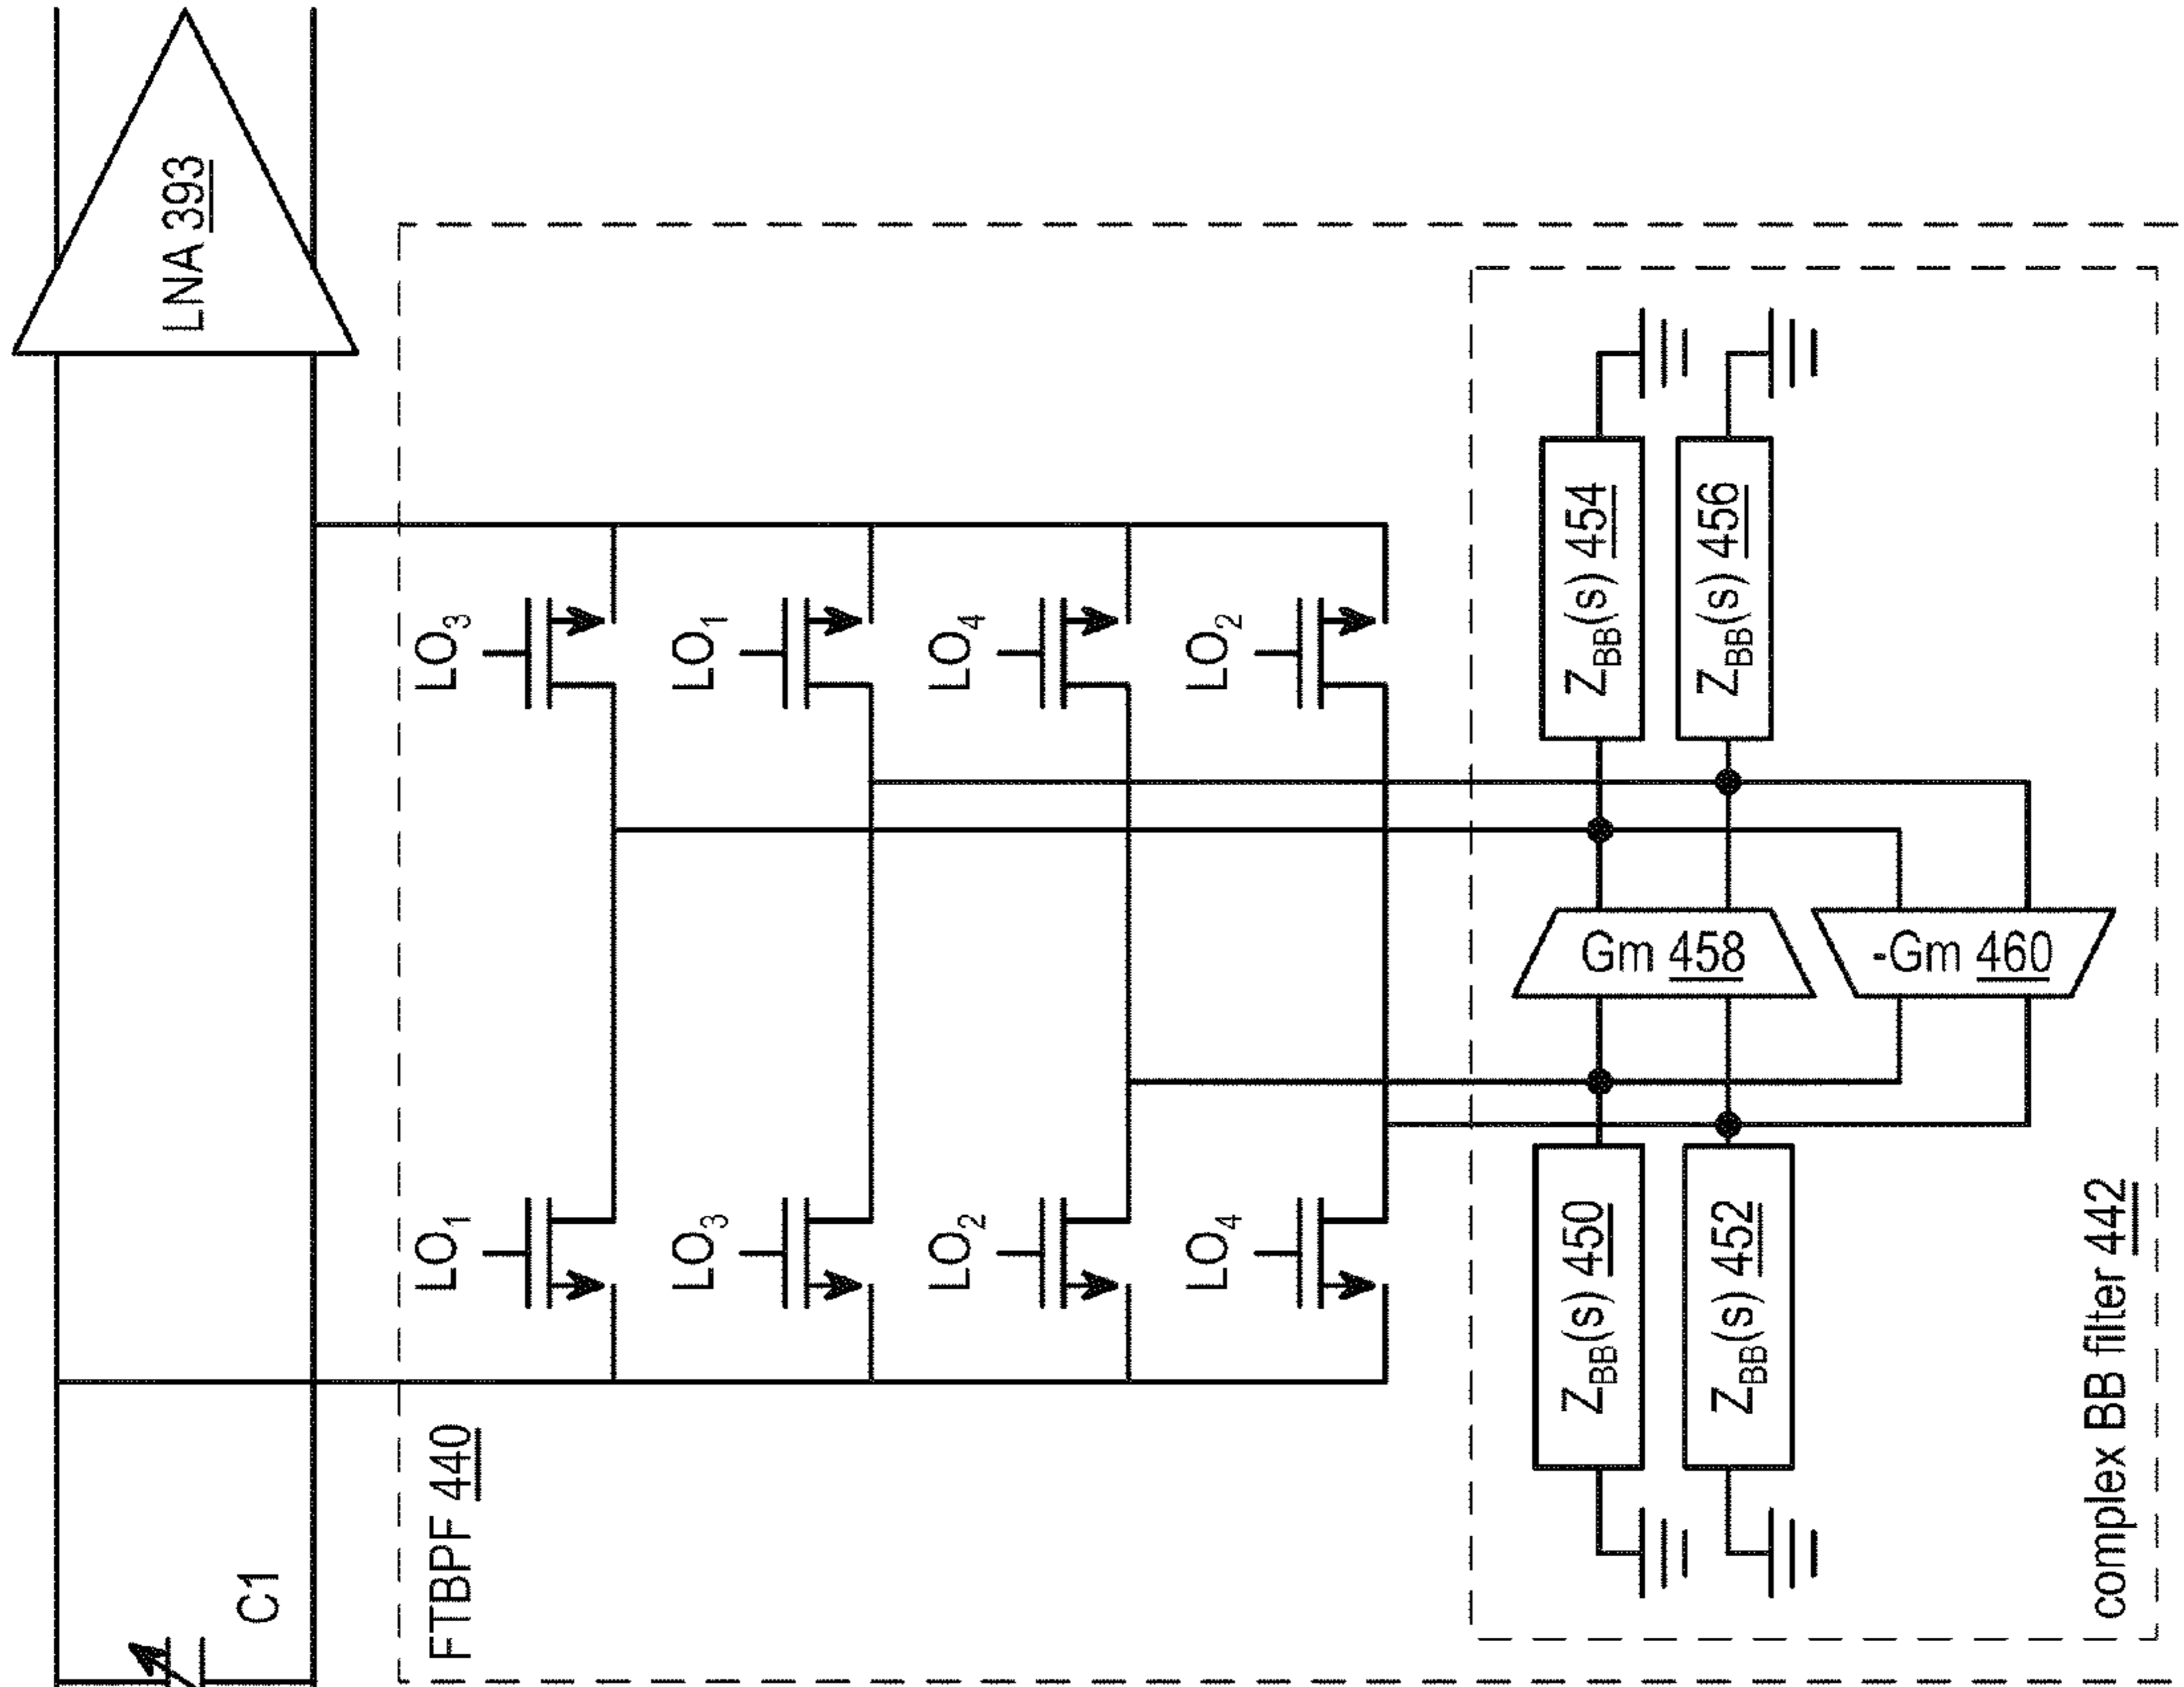 LNA 393
C1
FTBPF 440
LO1
LO3
LO3
LO1
LO2
LO4
LO4
LO2
ZBB(s) 450
Gm 458
ZBB(s) 454
ZBB(s) 452
-Gm 460
ZBB(s) 456
complex BB filter 442